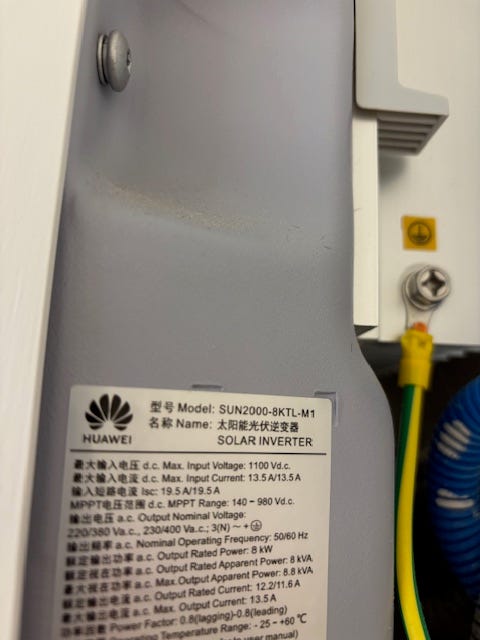 HUAWEI
型号 Model: SUN2000-8KTL-M1
名称 Name: 太阳能光伏逆变器
SOLAR INVERTER
最大输入电压 d.c. Max. Input Voltage: 1100 Vd.c.
最大输入电流 d.c. Max. Input Current: 13.5 A/13.5 A
输入短路电流 Isc: 19.5 A/19.5 A
MPPT电压范围 d.c. MPPT Range: 140 ~ 980 Vd.c.
输出电压 a.c. Output Nominal Voltage:
220/380 Va.c., 230/400 Va.c.; 3(N) ~ +
输出频率 a.c. Nominal Operating Frequency: 50/60 Hz
额定输出功率 a.c. Output Rated Power: 8 kW
额定视在功率 a.c. Output Rated Apparent Power: 8 kVA
最大视在功率 a.c. Max.Output Apparent Power: 8.8 kVA
额定输出电流 a.c. Output Rated Current: 12.2/11.6 A
最大输出电流 a.c. Max. Output Current: 13.5 A
功率因数 Power Factor: 0.8(lagging)-0.8(leading)
Operating Temperature Range: - 25 ~ +60 ℃
to user manual)